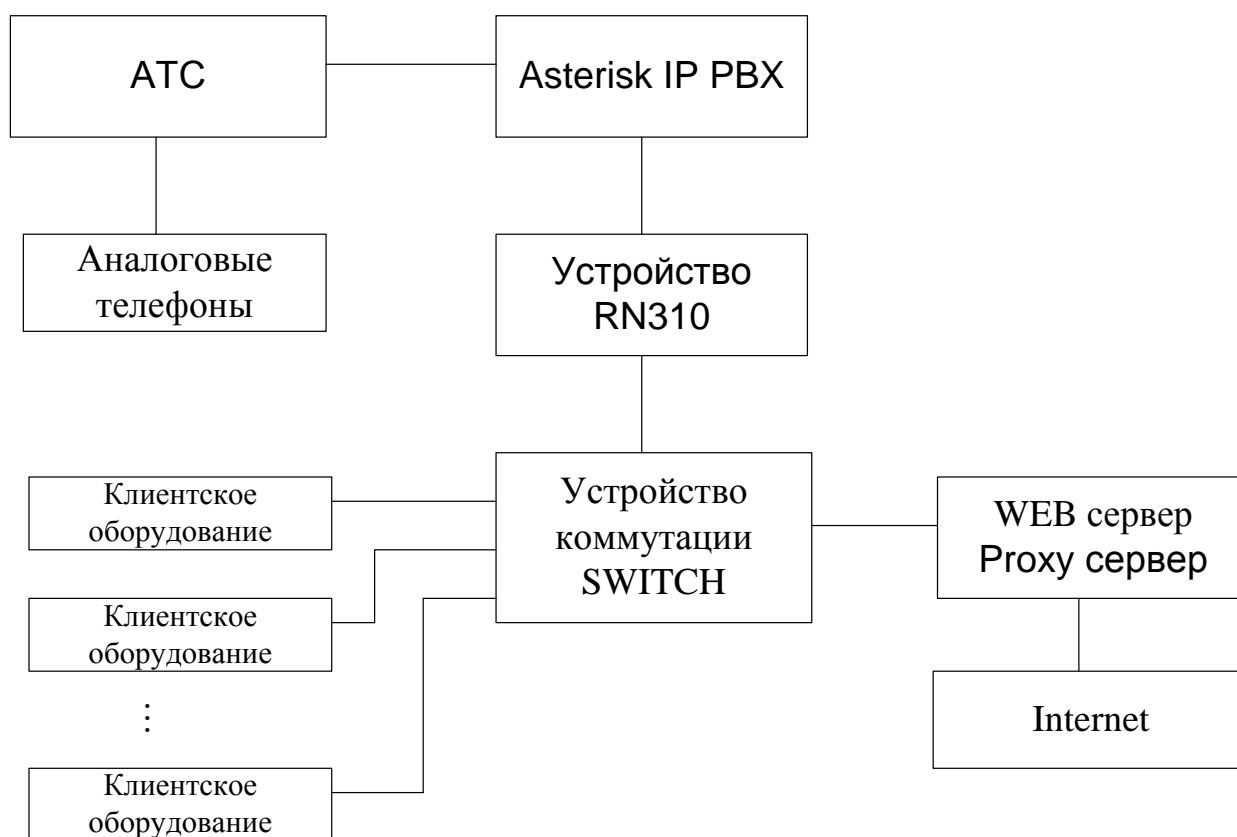 АТС
Asterisk IP PBX
Аналоговые
телефоны
Устройство
RN310
Клиентское
оборудование
Устройство
коммутации
SWITCH
WEB сервер
Proxy сервер
Клиентское
оборудование
⋮
Internet
Клиентское
оборудование